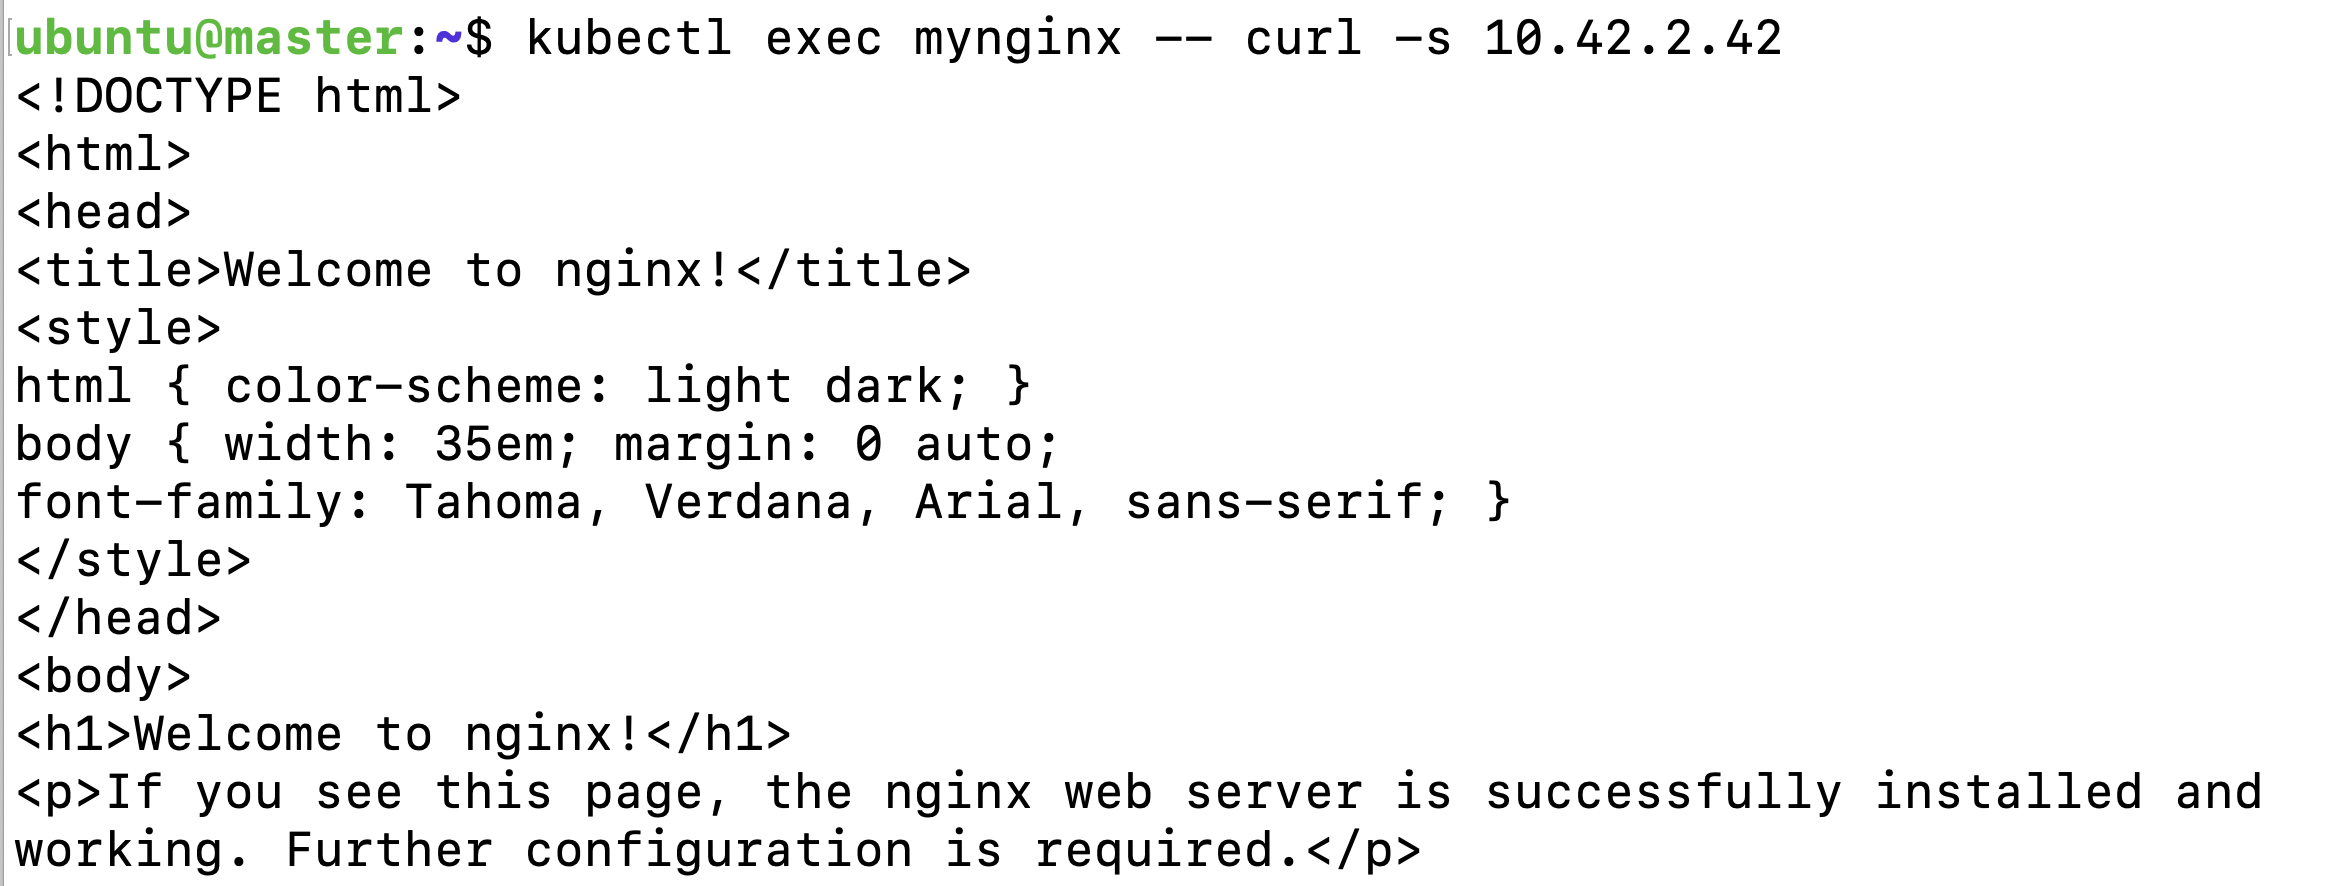 ubuntu@master:~$ kubectl exec mynginx -- curl -s 10.42.2.42
<!DOCTYPE html>
<html>
<head>
<title>Welcome to nginx!</title>
<style>
html { color-scheme: light dark; }
body { width: 35em; margin: 0 auto;
font-family: Tahoma, Verdana, Arial, sans-serif; }
</style>
</head>
<body>
<h1>Welcome to nginx!</h1>
<p>If you see this page, the nginx web server is successfully installed and
working. Further configuration is required.</p>